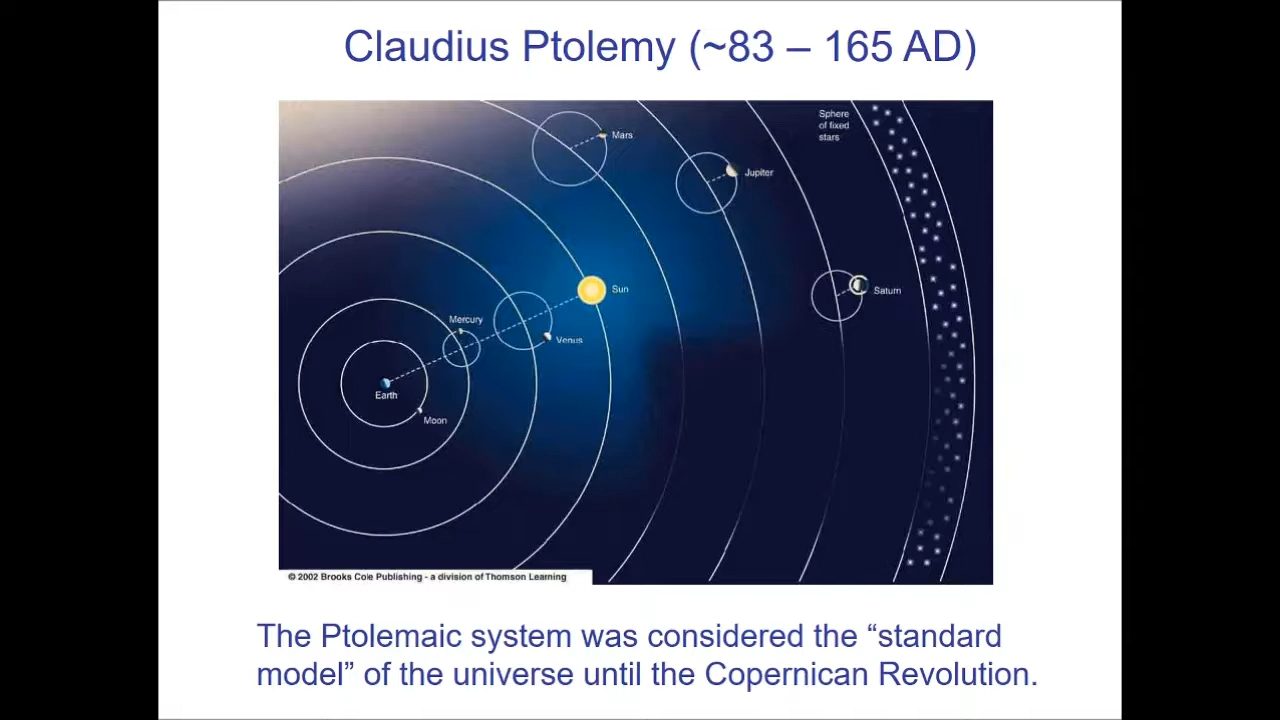 Claudius Ptolemy (~83 – 165 AD)
Sphere
of fixed
stars
Mars
Jupiter
Sun
Saturn
Mercury
Venus
Earth
Moon
© 2002 Brooks Cole Publishing - a division of Thomson Learning
The Ptolemaic system was considered the “standard
model” of the universe until the Copernican Revolution.